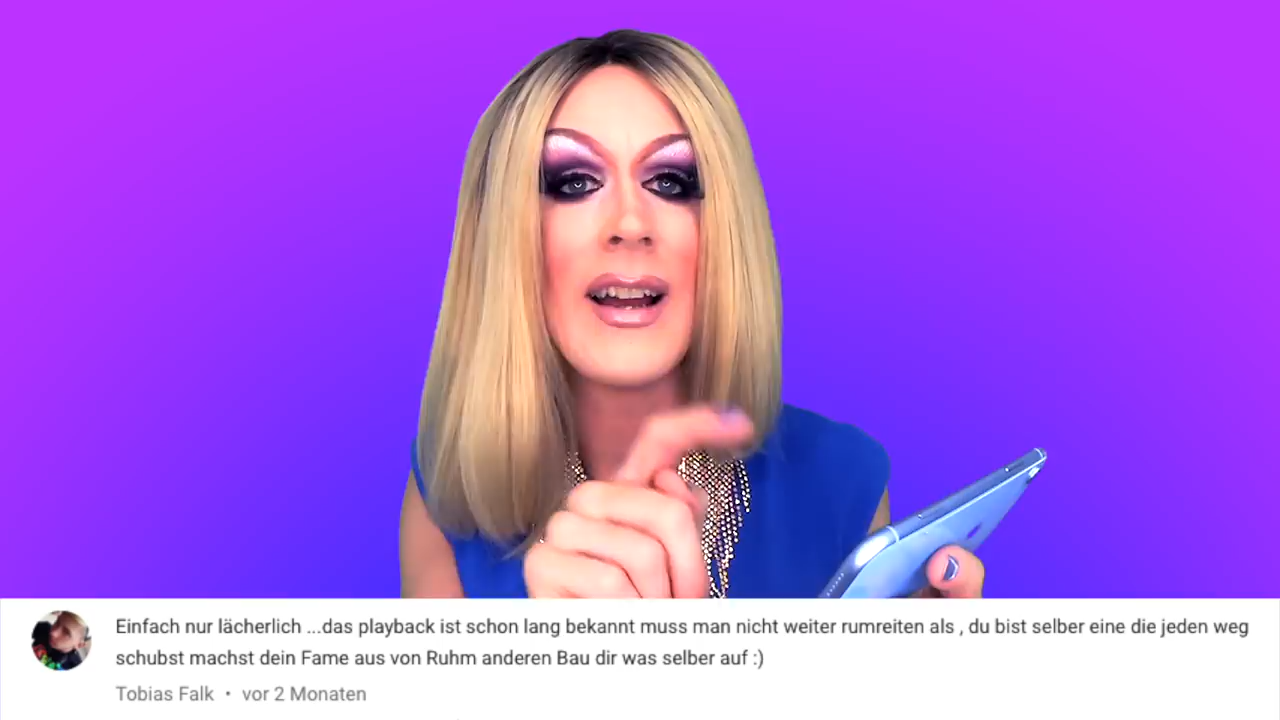 Einfach nur lächerlich ...das playback ist schon lang bekannt muss man nicht weiter rumreiten als , du bist selber eine die jeden weg
schubst machst dein Fame aus von Ruhm anderen Bau dir was selber auf :)
Tobias Falk • vor 2 Monaten